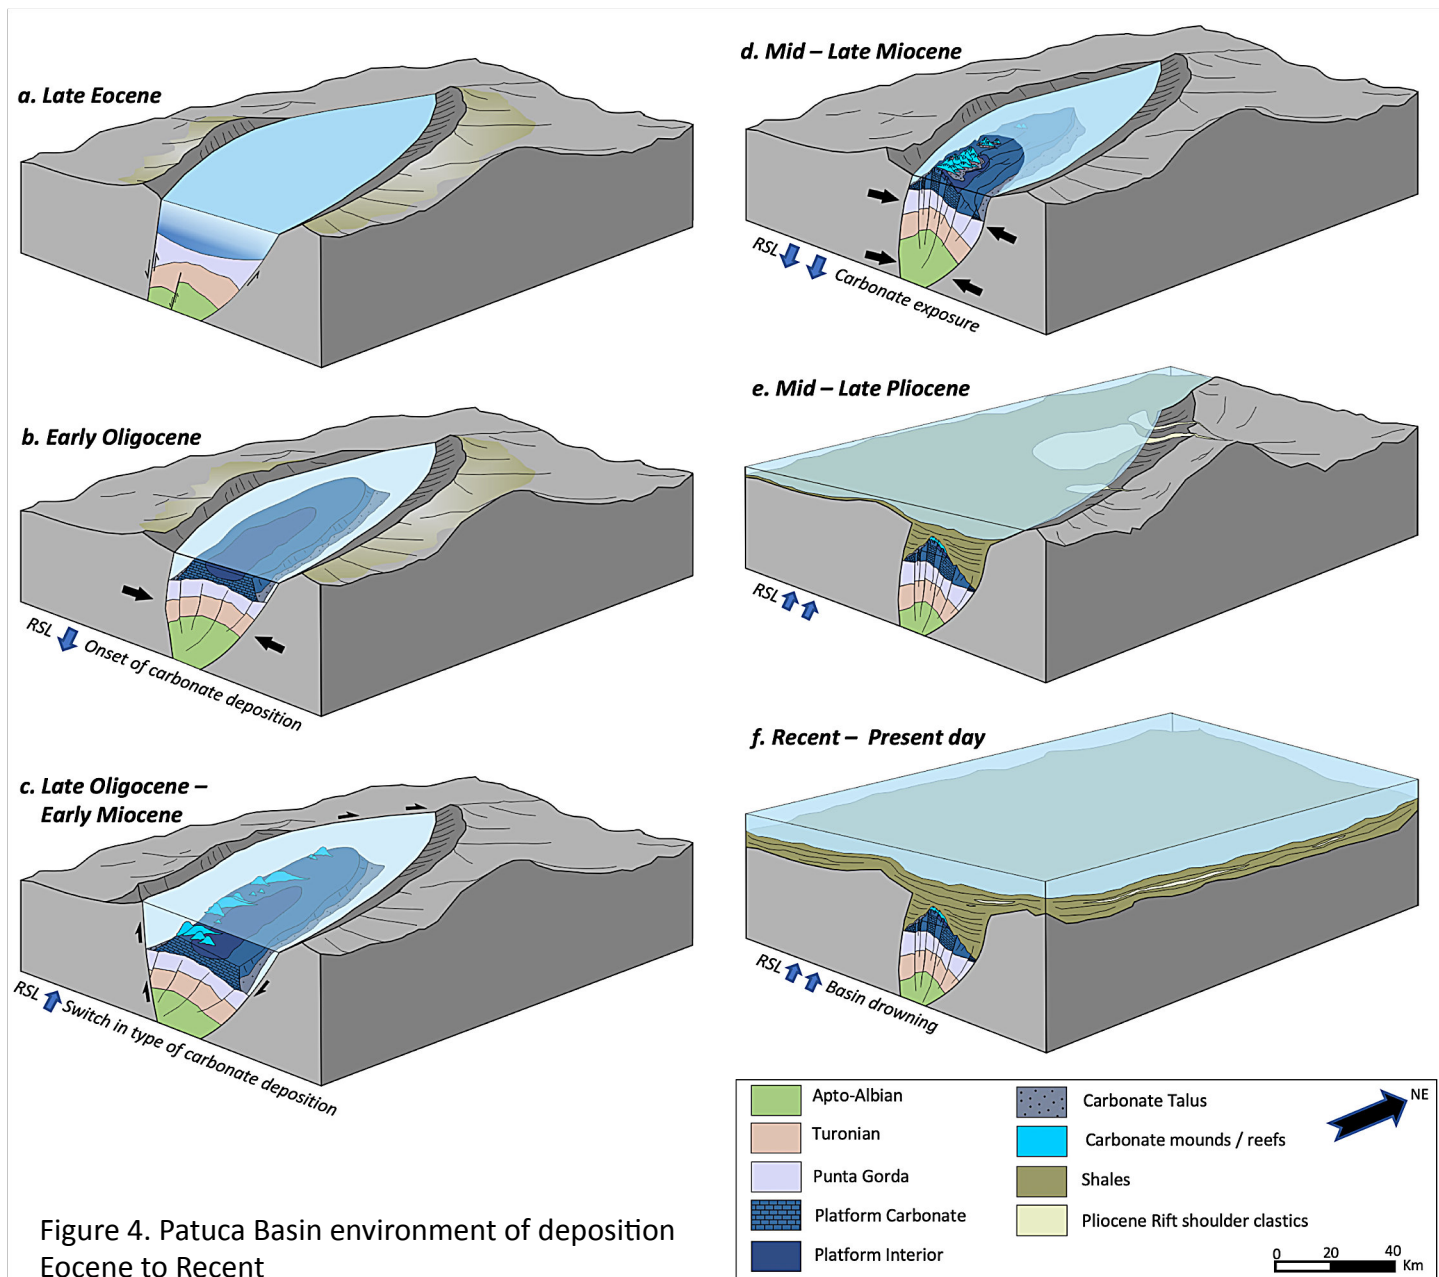 a. Late Eocene
b. Early Oligocene
RSL Onset of carbonate deposition
c. Late Oligocene –
Early Miocene
RSL Switch in type of carbonate deposition
d. Mid – Late Miocene
RSL Carbonate exposure
e. Mid – Late Pliocene
RSL
f. Recent – Present day
RSL Basin drowning
Apto-Albian
Turonian
Punta Gorda
Platform Carbonate
Platform Interior
Carbonate Talus
Carbonate mounds / reefs
Shales
Pliocene Rift shoulder clastics
NE
0 20 40
Km
Figure 4. Patuca Basin environment of deposition
Eocene to Recent